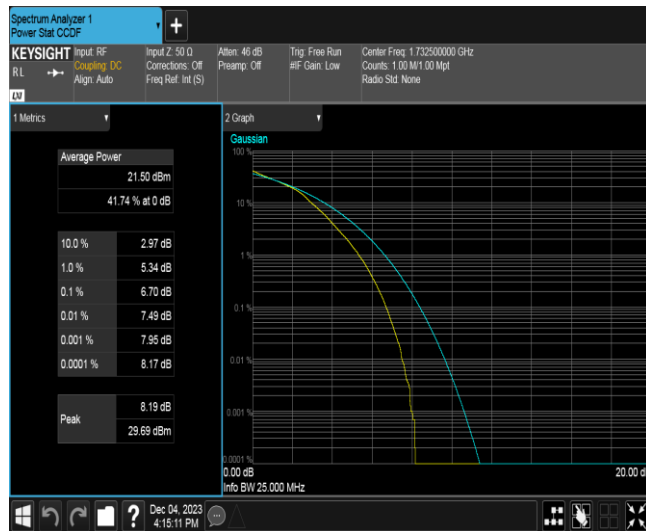 Spectrum Analyzer 1
Power Stat CCDF
+
KEYSIGHT
RL
LXI
Input: RF
Coupling: DC
Align: Auto
Input Z: 50 Ω
Corrections: Off
Freq Ref: Int (S)
Atten: 46 dB
Preamp: Off
Trig: Free Run
#IF Gain: Low
Center Freq: 1.732500000 GHz
Counts: 1.00 M/1.00 Mpt
Radio Std: None
1 Metrics
Average Power
21.50 dBm
41.74 % at 0 dB
10.0 % 2.97 dB
1.0 % 5.34 dB
0.1 % 6.70 dB
0.01 % 7.49 dB
0.001 % 7.95 dB
0.0001 % 8.17 dB
Peak
8.19 dB
29.69 dBm
2 Graph
Gaussian
100 %
10 %
1 %
0.1 %
0.01 %
0.001 %
0.0001 %
0.00 dB
20.00 d
Info BW 25.000 MHz
?
Dec 04, 2023
4:15:11 PM